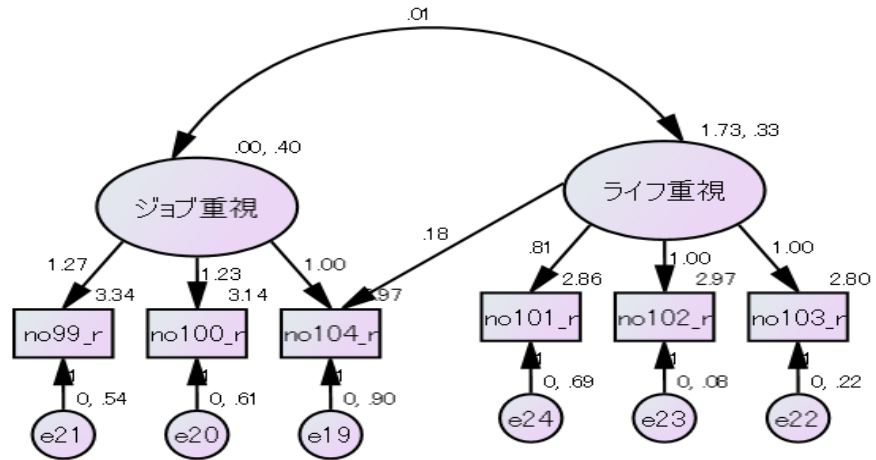 .01
.00, .40
1.73, .33
ジョブ重視
ライフ重視
1.27
1.23
1.00
.18
.81
1.00
1.00
3.34
3.14
2.86
2.97
2.80
no99_r
no100_r
no104_r
no101_r
no102_r
no103_r
1
1
1
1
1
1
0, .54
0, .61
0, .90
0, .69
0, .08
0, .22
e21
e20
e19
e24
e23
e22